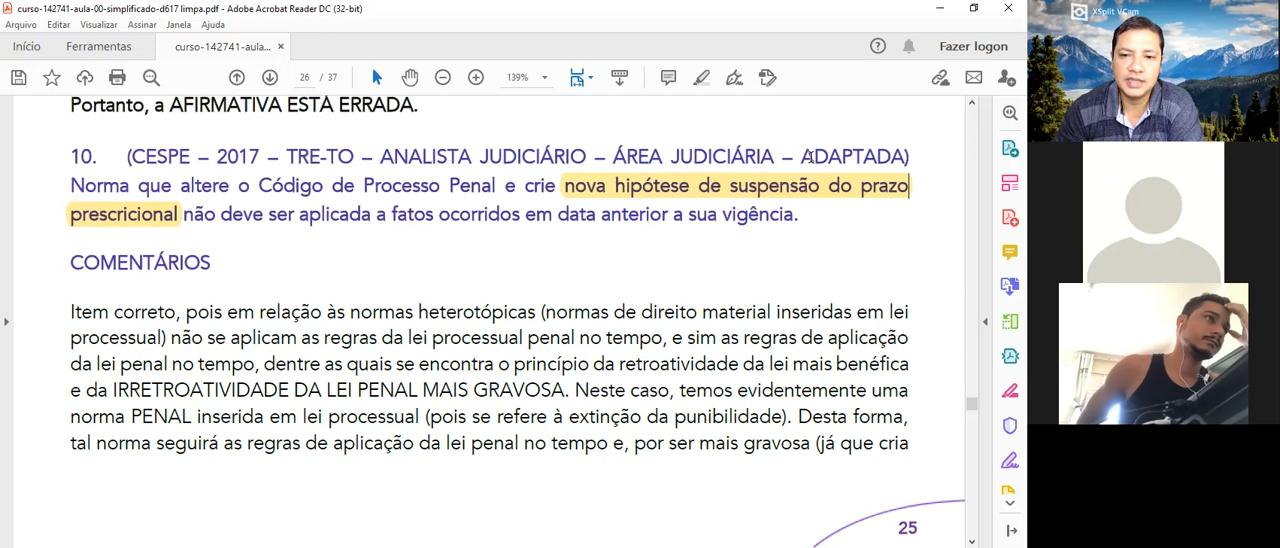 curso-142741-aula-00-simplificado-d617 limpa.pdf - Adobe Acrobat Reader DC (32-bit)
Arquivo Editar Visualizar Assinar Janela Ajuda
Início Ferramentas curso-142741-aula... × Fazer logon
26 / 37 139%
Portanto, a AFIRMATIVA ESTÁ ERRADA.
10. (CESPE – 2017 – TRE-TO – ANALISTA JUDICIÁRIO – ÁREA JUDICIÁRIA – ADAPTADA)
Norma que altere o Código de Processo Penal e crie nova hipótese de suspensão do prazo
prescricional não deve ser aplicada a fatos ocorridos em data anterior a sua vigência.
COMENTÁRIOS
Item correto, pois em relação às normas heterotópicas (normas de direito material inseridas em lei
processual) não se aplicam as regras da lei processual penal no tempo, e sim as regras de aplicação
da lei penal no tempo, dentre as quais se encontra o princípio da retroatividade da lei mais benéfica
e da IRRETROATIVIDADE DA LEI PENAL MAIS GRAVOSA. Neste caso, temos evidentemente uma
norma PENAL inserida em lei processual (pois se refere à extinção da punibilidade). Desta forma,
tal norma seguirá as regras de aplicação da lei penal no tempo e, por ser mais gravosa (já que cria
25
XSplit VCam